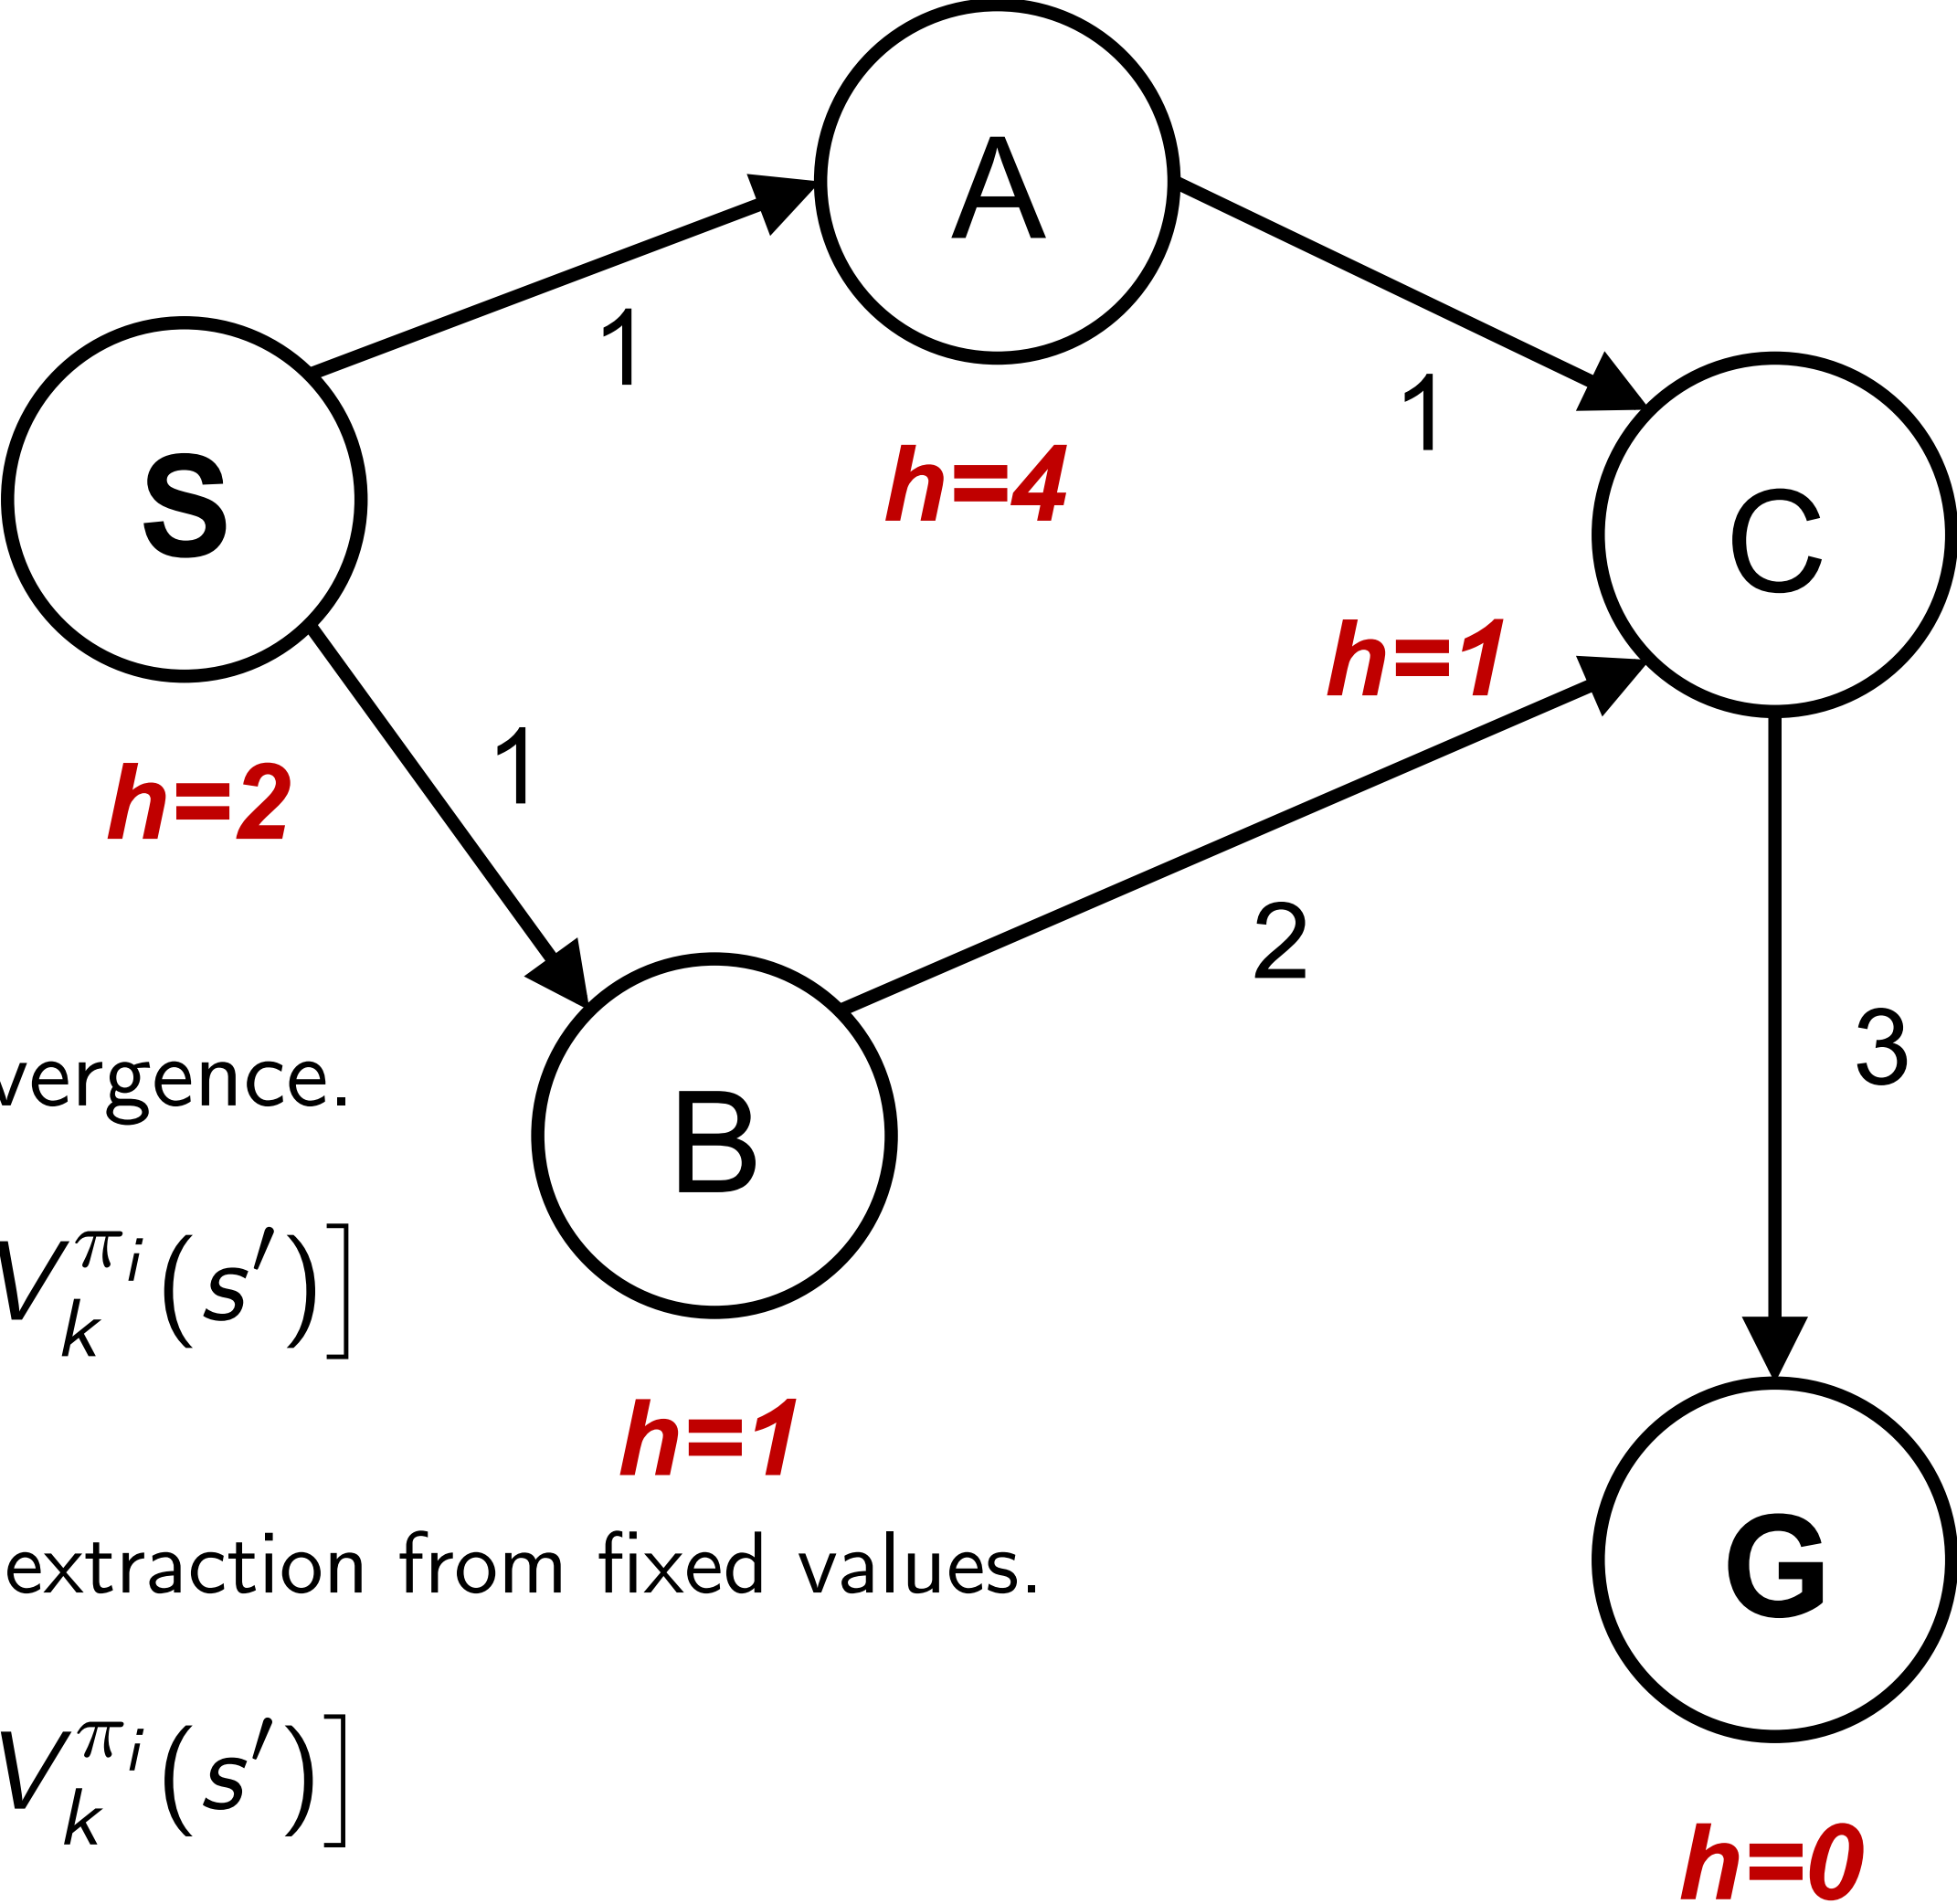 A
1
1
S
h=4
C
h=1
1
h=2
2
3
vergence.
B
V_k^{π_i}(s′)]
h=1
extraction from fixed values.
G
V_k^{π_i}(s′)]
h=0